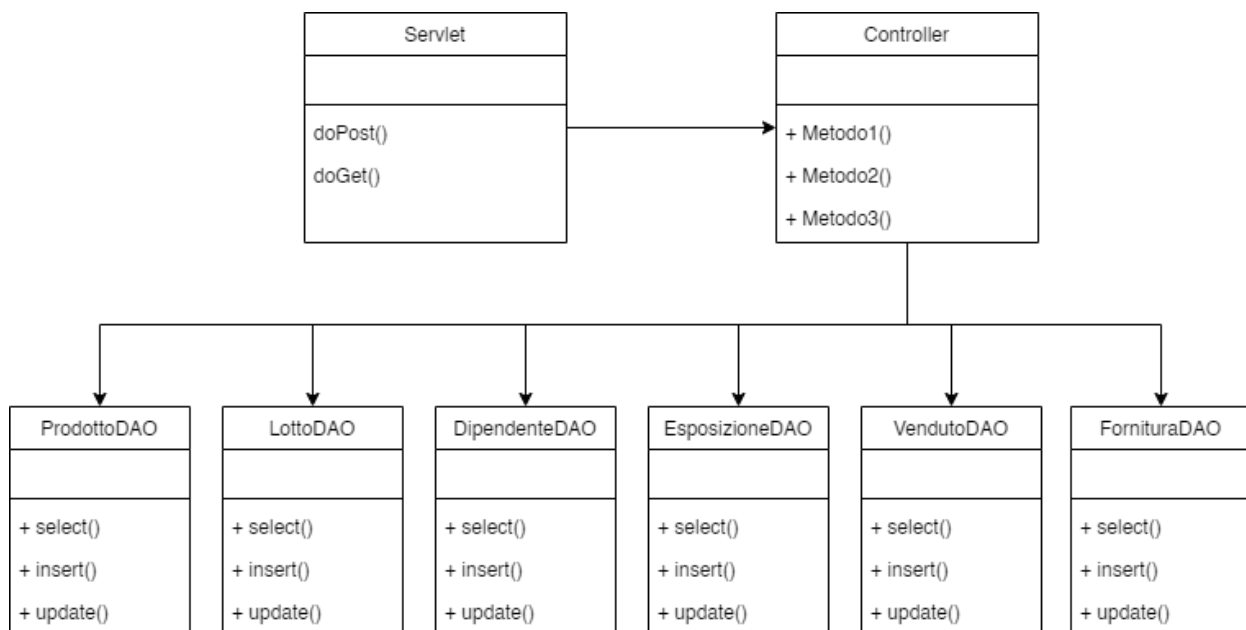 Servlet
doPost()
doGet()
Controller
+ Metodo1()
+ Metodo2()
+ Metodo3()
ProdottoDAO
+ select()
+ insert()
+ update()
LottoDAO
+ select()
+ insert()
+ update()
DipendenteDAO
+ select()
+ insert()
+ update()
EsposizioneDAO
+ select()
+ insert()
+ update()
VendutoDAO
+ select()
+ insert()
+ update()
FornituraDAO
+ select()
+ insert()
+ update()